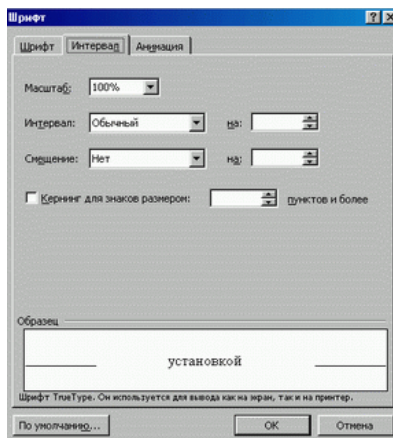 Шрифт
Шрифт Интервал Анимация
Масштаб: 100%
Интервал: Обычный на:
Смещение: Нет на:
Кернинг для знаков размером: пунктов и более
Образец
установкой
Шрифт TrueType. Он используется для вывода как на экран, так и на принтер.
По умолчанию... ОК Отмена